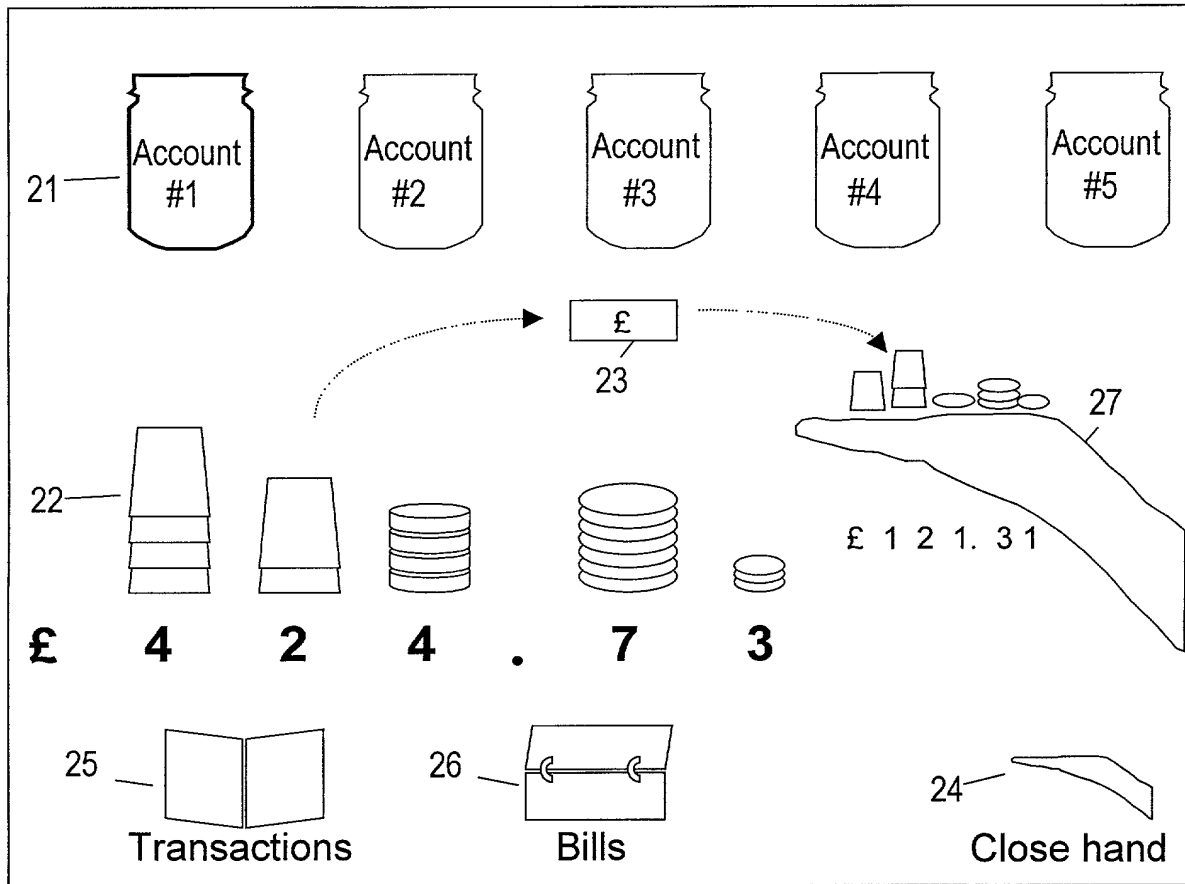 Account #1
Account #2
Account #3
Account #4
Account #5
21
£
23
27
22
£ 1 2 1. 3 1
£ 4 2 4 . 7 3
25
26
24
Transactions
Bills
Close hand